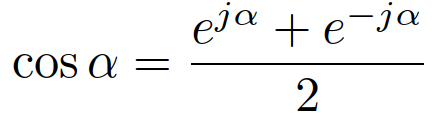 cos α = (e^{jα} + e^{-jα}) / 2